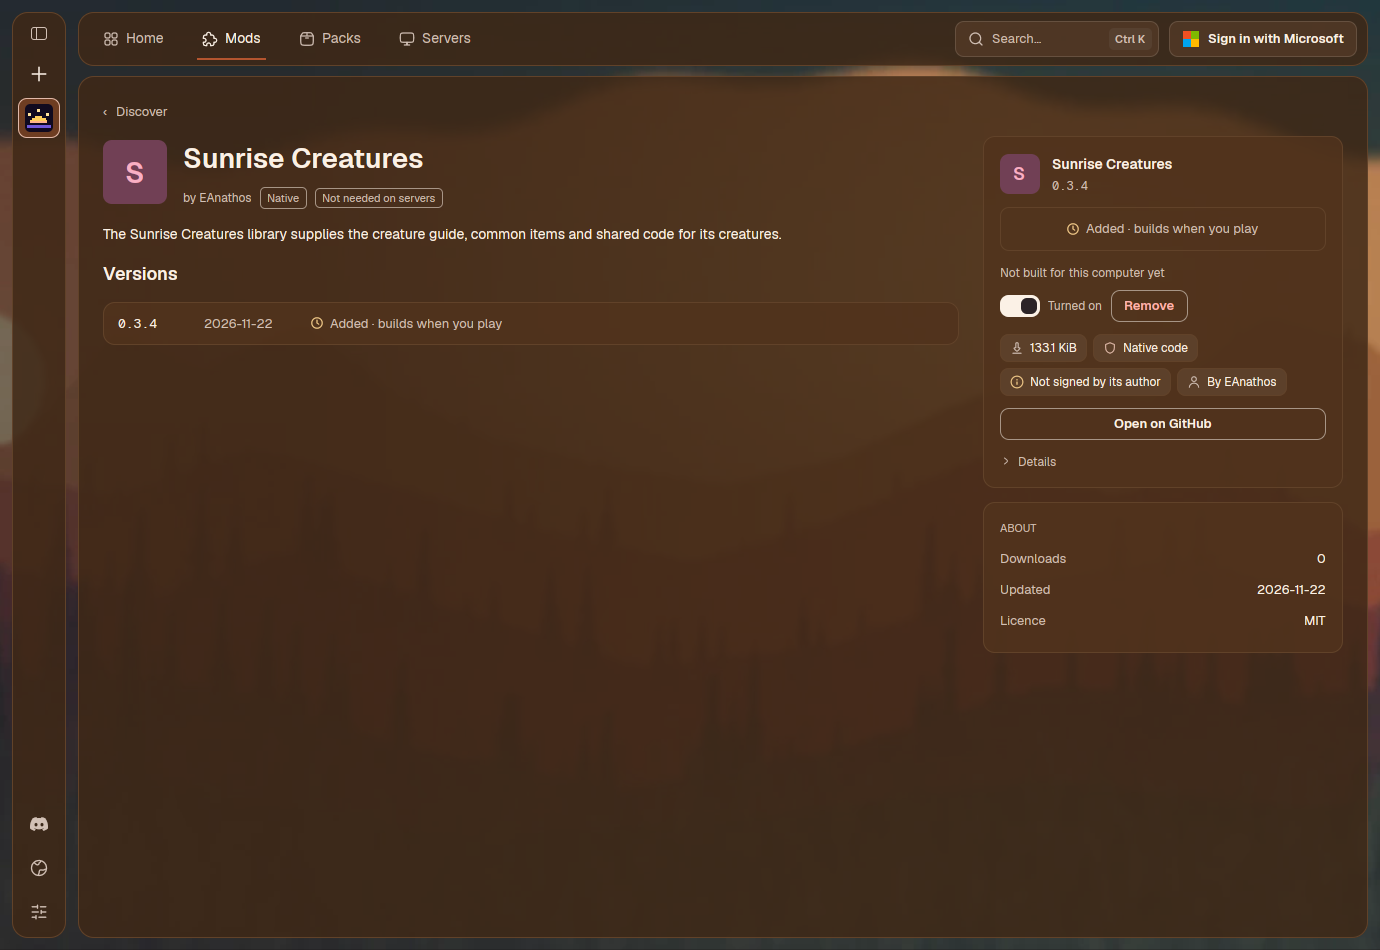 Home
Mods
Packs
Servers
Search...
Ctrl K
Sign in with Microsoft
‹ Discover
S
Sunrise Creatures
by EAnathos
Native
Not needed on servers
The Sunrise Creatures library supplies the creature guide, common items and shared code for its creatures.
Versions
0.3.4
2026-11-22
Added · builds when you play
S
Sunrise Creatures
0.3.4
Added · builds when you play
Not built for this computer yet
Turned on
Remove
133.1 KiB
Native code
Not signed by its author
By EAnathos
Open on GitHub
Details
ABOUT
Downloads 0
Updated 2026-11-22
Licence MIT